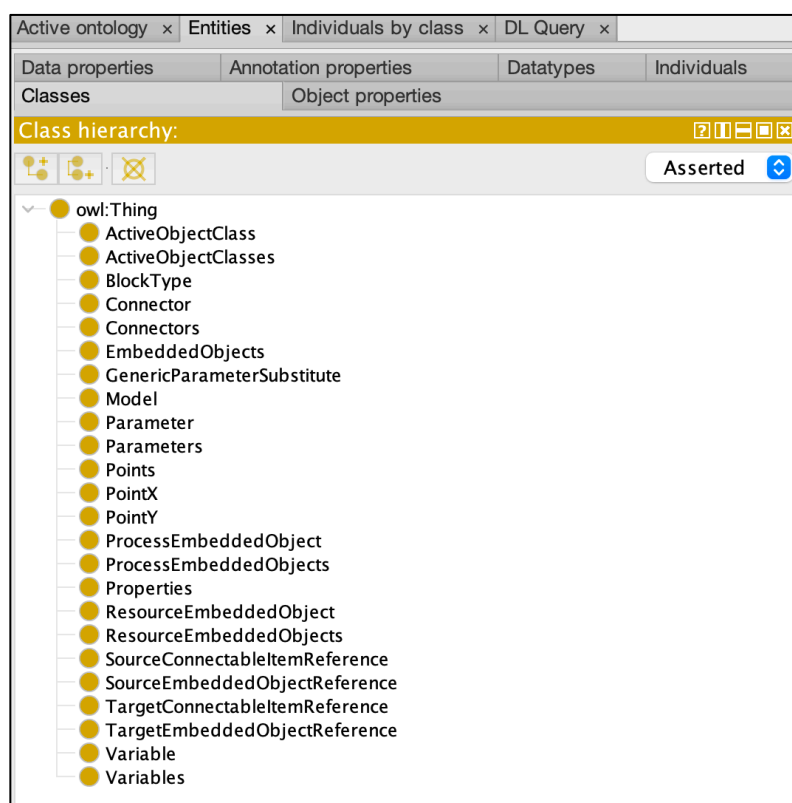 Active ontology × Entities × Individuals by class × DL Query ×
Data properties Annotation properties Datatypes Individuals
Classes Object properties
Class hierarchy:
Asserted
owl:Thing
ActiveObjectClass
ActiveObjectClasses
BlockType
Connector
Connectors
EmbeddedObjects
GenericParameterSubstitute
Model
Parameter
Parameters
Points
PointX
PointY
ProcessEmbeddedObject
ProcessEmbeddedObjects
Properties
ResourceEmbeddedObject
ResourceEmbeddedObjects
SourceConnectableItemReference
SourceEmbeddedObjectReference
TargetConnectableItemReference
TargetEmbeddedObjectReference
Variable
Variables